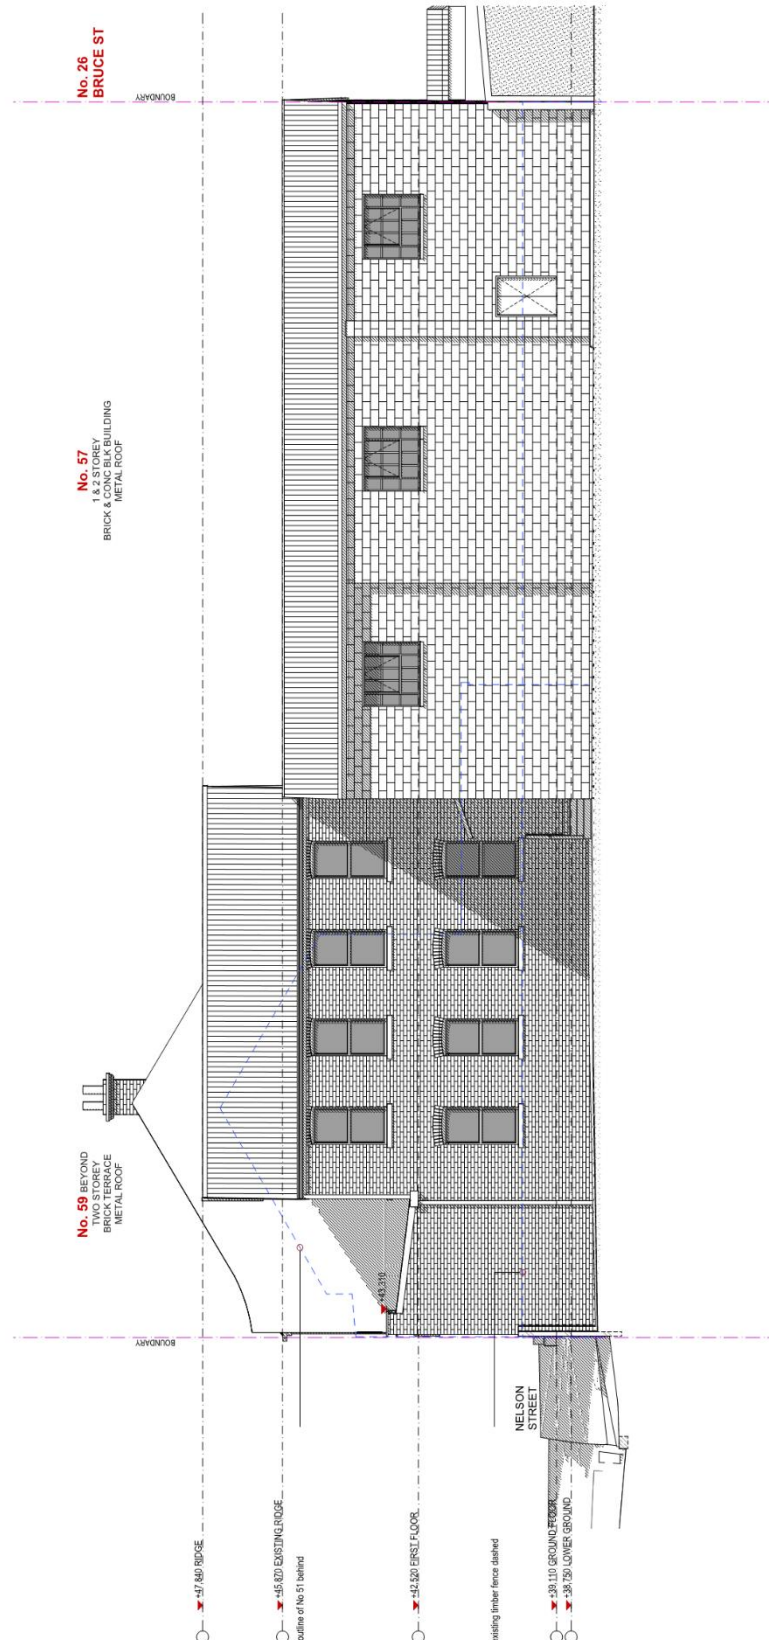 No. 26
BRUCE ST
BOUNDARY
No. 57
1 & 2 STOREY
BRICK & CONC BLK BUILDING
METAL ROOF
No. 59 BEYOND
TWO STOREY
BRICK TERRACE
METAL ROOF
BOUNDARY
+43,310
NELSON
STREET
+47.840 RIDGE
+45.870 EXISTING RIDGE
outline of No 51 behind
+42.520 FIRST FLOOR
existing timber fence dashed
+39.110 GROUND FLOOR
+38.750 LOWER GROUND